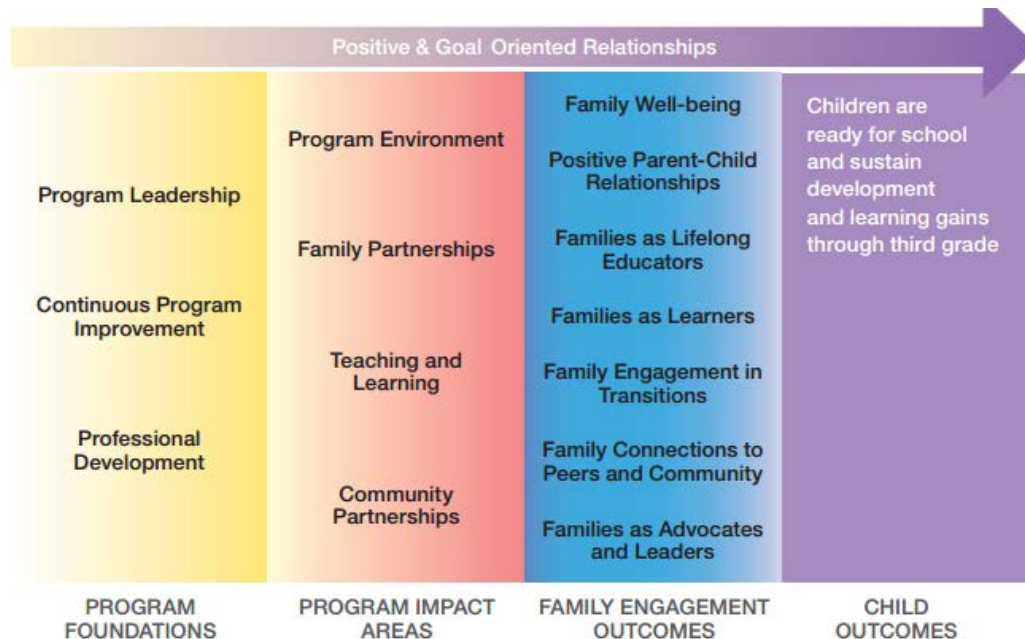 Positive & Goal Oriented Relationships
Program Leadership
Continuous Program
Improvement
Professional
Development
PROGRAM
FOUNDATIONS
Program Environment
Family Partnerships
Teaching and
Learning
Community
Partnerships
PROGRAM IMPACT
AREAS
Family Well-being
Positive Parent-Child
Relationships
Families as Lifelong
Educators
Families as Learners
Family Engagement in
Transitions
Family Connections to
Peers and Community
Families as Advocates
and Leaders
FAMILY ENGAGEMENT
OUTCOMES
Children are
ready for school
and sustain
development
and learning gains
through third grade
CHILD
OUTCOMES